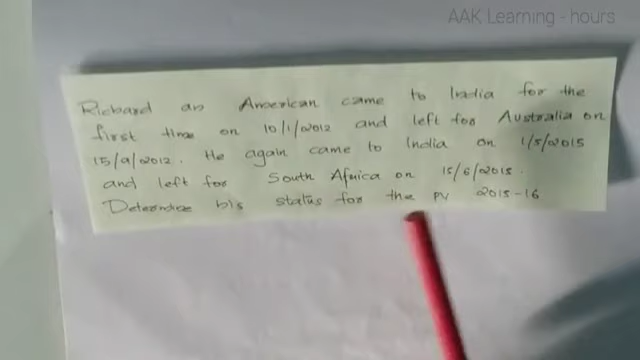 AAK Learning - hours
Richard an American came to India for the
first time on 10/1/2012 and left for Australia on
15/9/2012. He again came to India on 1/5/2015
and left for South Africa on 15/6/2015.
Determine his status for the PY 2015-16